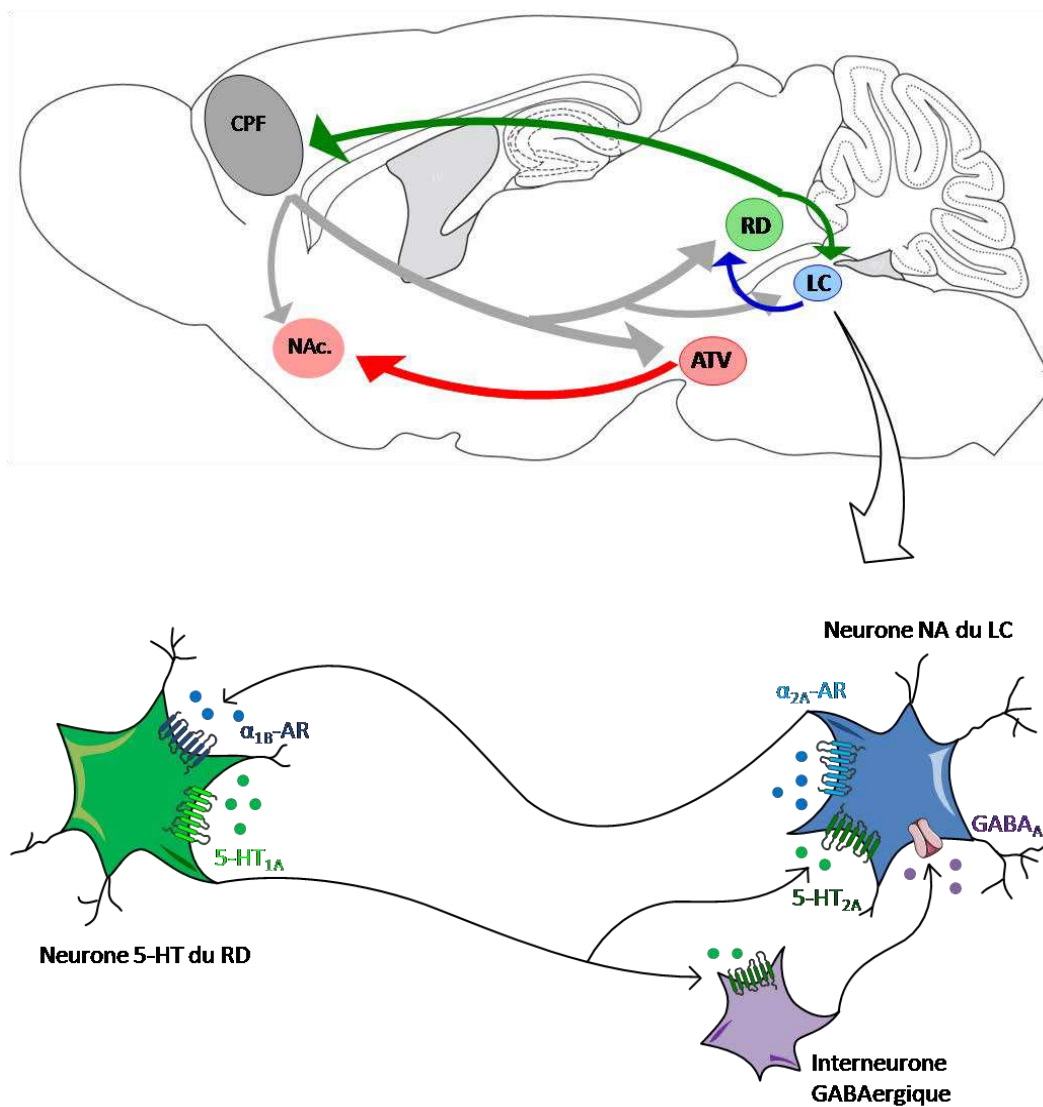 CPF
RD
LC
NAc.
ATV
Neurone NA du LC
α2A-AR
α1B-AR
GABAA
5-HT1A
5-HT2A
Neurone 5-HT du RD
Interneurone
GABAergique